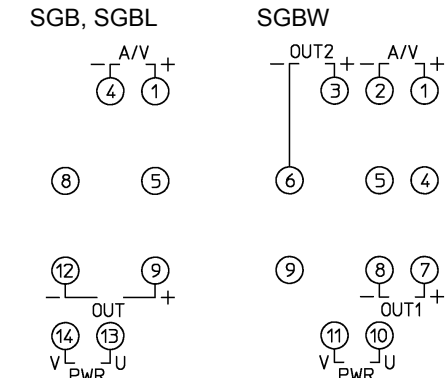 SGB, SGBL SGBW
A/V OUT2 A/V
− + − + − +
4 1 3 2 1
8 5 6 5 4
12 9 9 8 7
− + − +
OUT OUT1
14 13 11 10
V U V U
PWR PWR